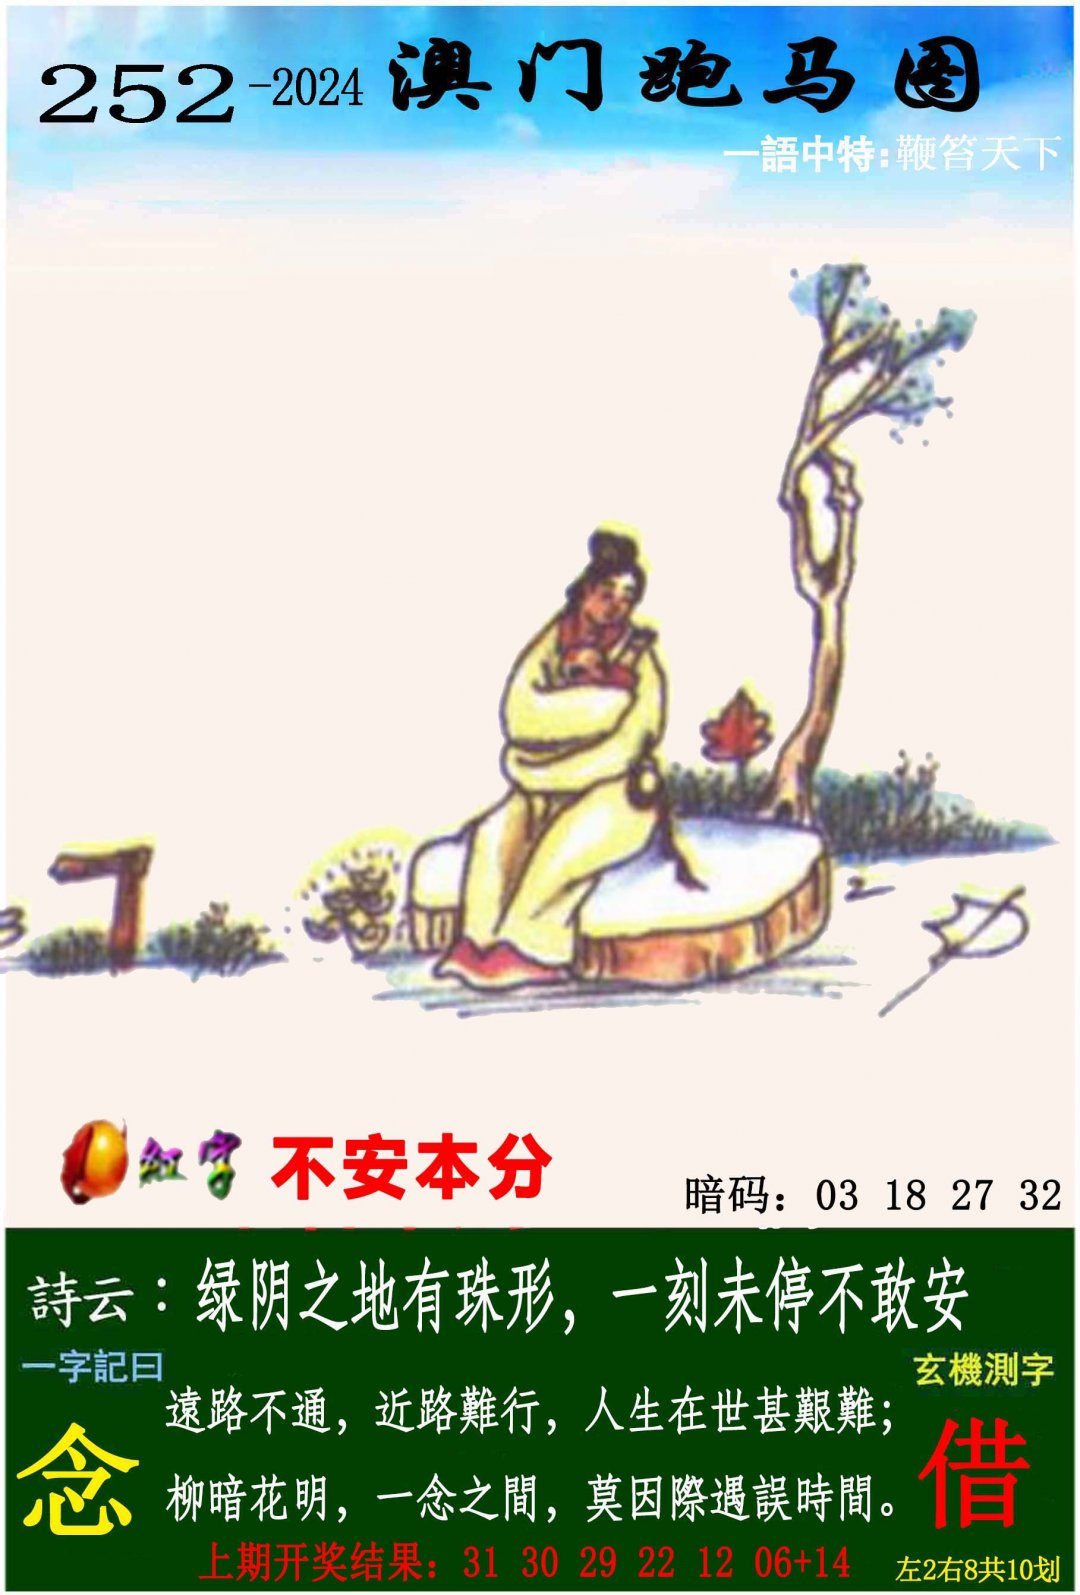 252-2024 澳门跑马图
一語中特:鞭笞天下
红字 不安本分
暗码：03 18 27 32
詩云：绿阴之地有珠形，一刻未停不敢安
一字記曰
玄機測字
遠路不通，近路難行，人生在世甚艱難；
念
借
柳暗花明，一念之間，莫因際遇誤時間。
上期开奖结果：31 30 29 22 12 06+14
左2右8共10划